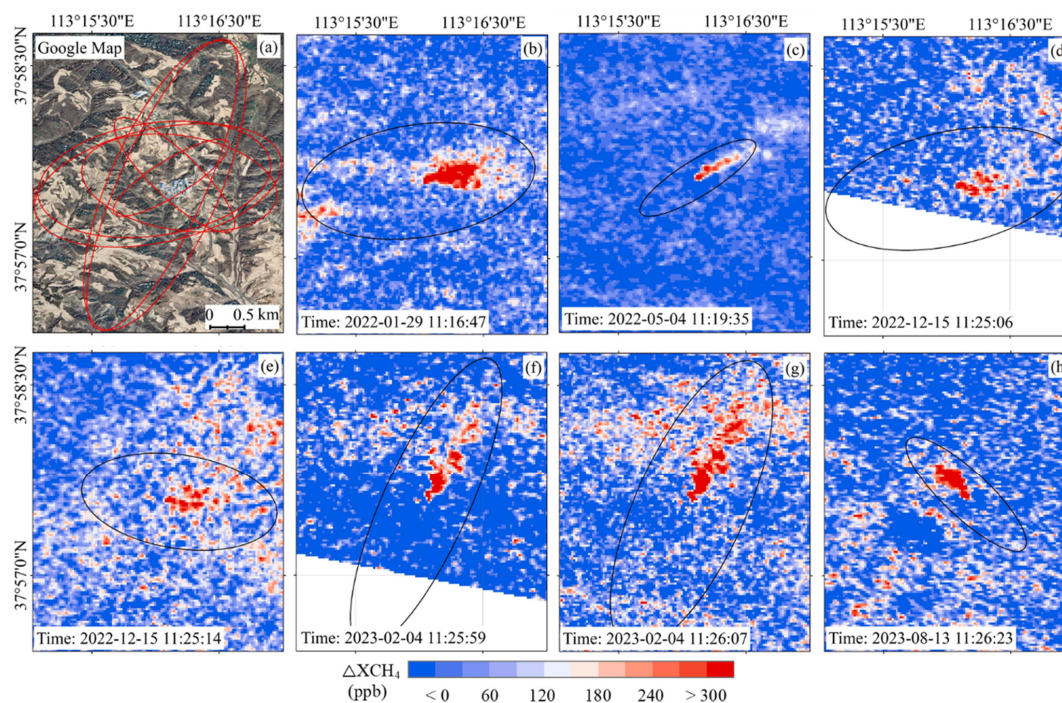 113°15'30"E 113°16'30"E 113°15'30"E 113°16'30"E 113°15'30"E 113°16'30"E 113°15'30"E 113°16'30"E
37°58'30"N
Google Map (a) (b) (c) (d)
37°57'0"N
0 0.5 km
Time: 2022-01-29 11:16:47 Time: 2022-05-04 11:19:35 Time: 2022-12-15 11:25:06
37°58'30"N
(e) (f) (g) (h)
37°57'0"N
Time: 2022-12-15 11:25:14 Time: 2023-02-04 11:25:59 Time: 2023-02-04 11:26:07 Time: 2023-08-13 11:26:23
△XCH₄
(ppb) < 0 60 120 180 240 > 300